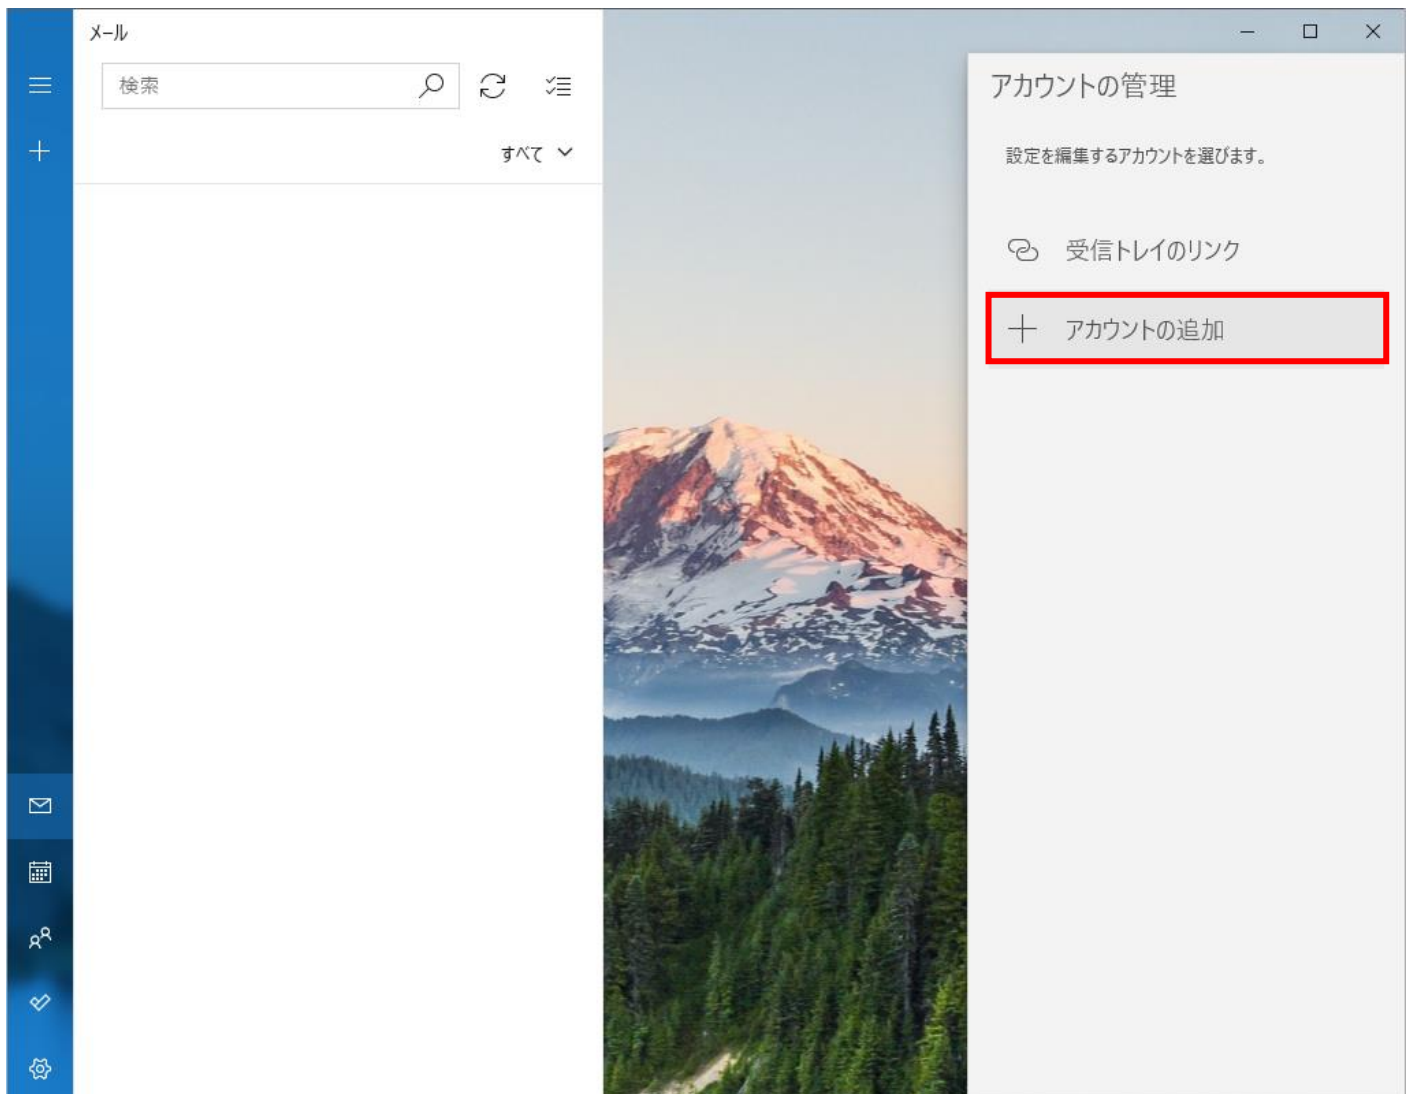 メール
検索
すべて
アカウントの管理
設定を編集するアカウントを選びます。
受信トレイのリンク
アカウントの追加